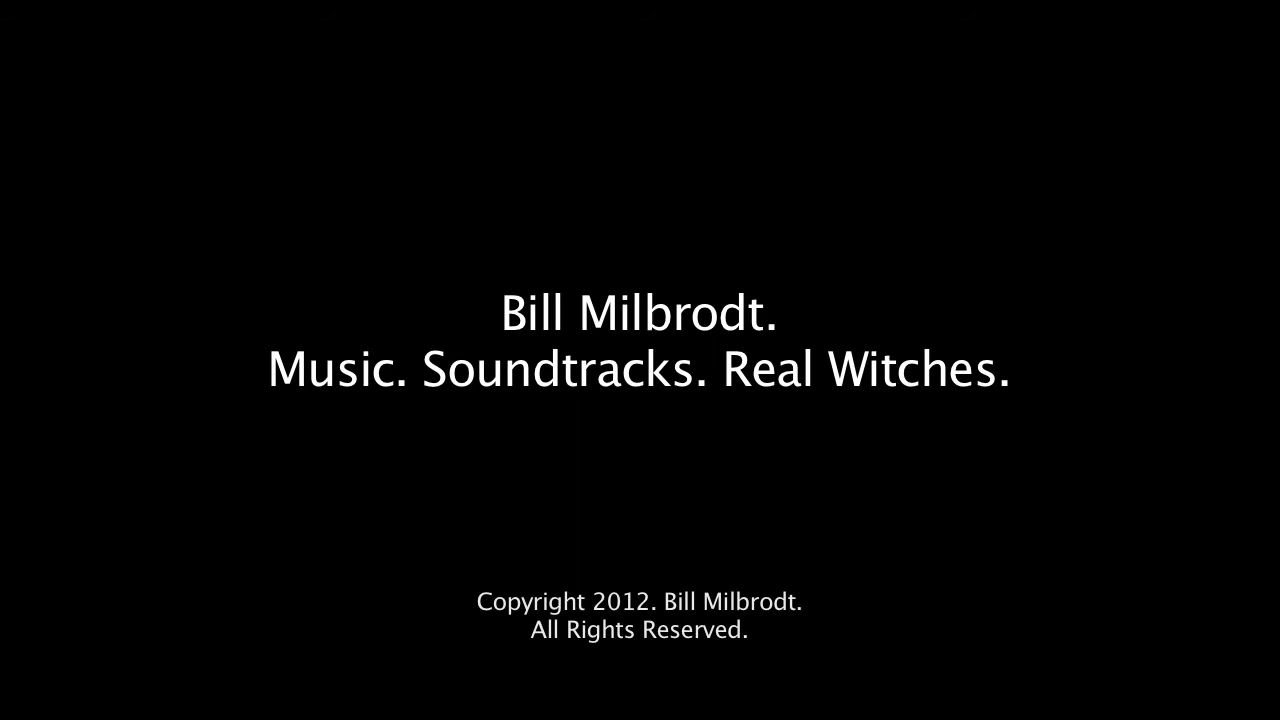 Bill Milbrodt.
Music. Soundtracks. Real Witches.
Copyright 2012. Bill Milbrodt.
All Rights Reserved.